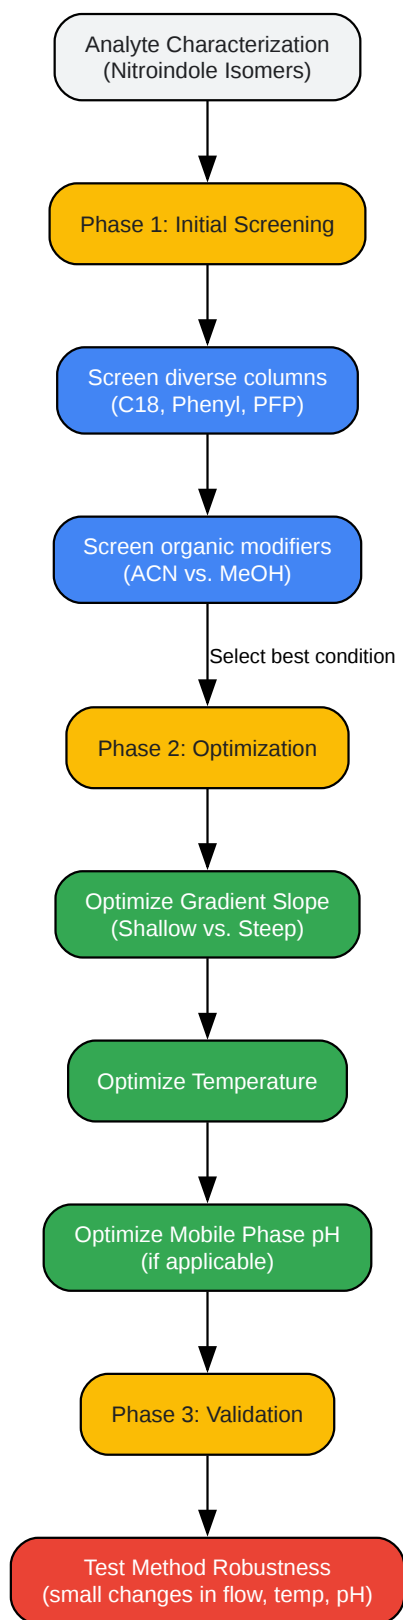 Analyte Characterization
(Nitroindole Isomers)
Phase 1: Initial Screening
Screen diverse columns
(C18, Phenyl, PFP)
Screen organic modifiers
(ACN vs. MeOH)
Select best condition
Phase 2: Optimization
Optimize Gradient Slope
(Shallow vs. Steep)
Optimize Temperature
Optimize Mobile Phase pH
(if applicable)
Phase 3: Validation
Test Method Robustness
(small changes in flow, temp, pH)